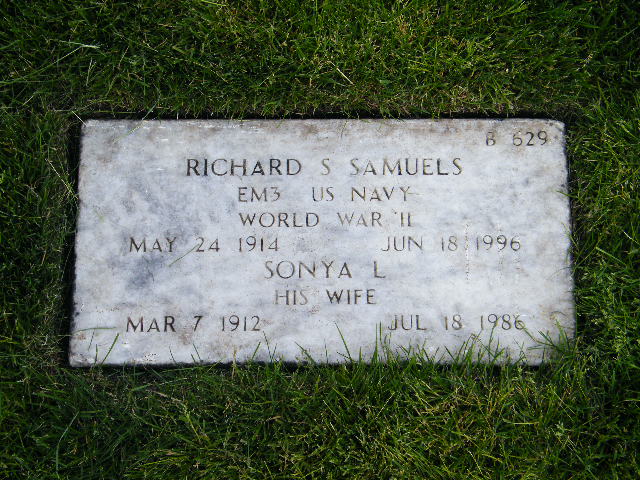 B 629
RICHARD S SAMUELS
EM3 US NAVY
WORLD WAR II
MAY 24 1914 JUN 18 1996
SONYA L
HIS WIFE
MAR 7 1912 JUL 18 1986